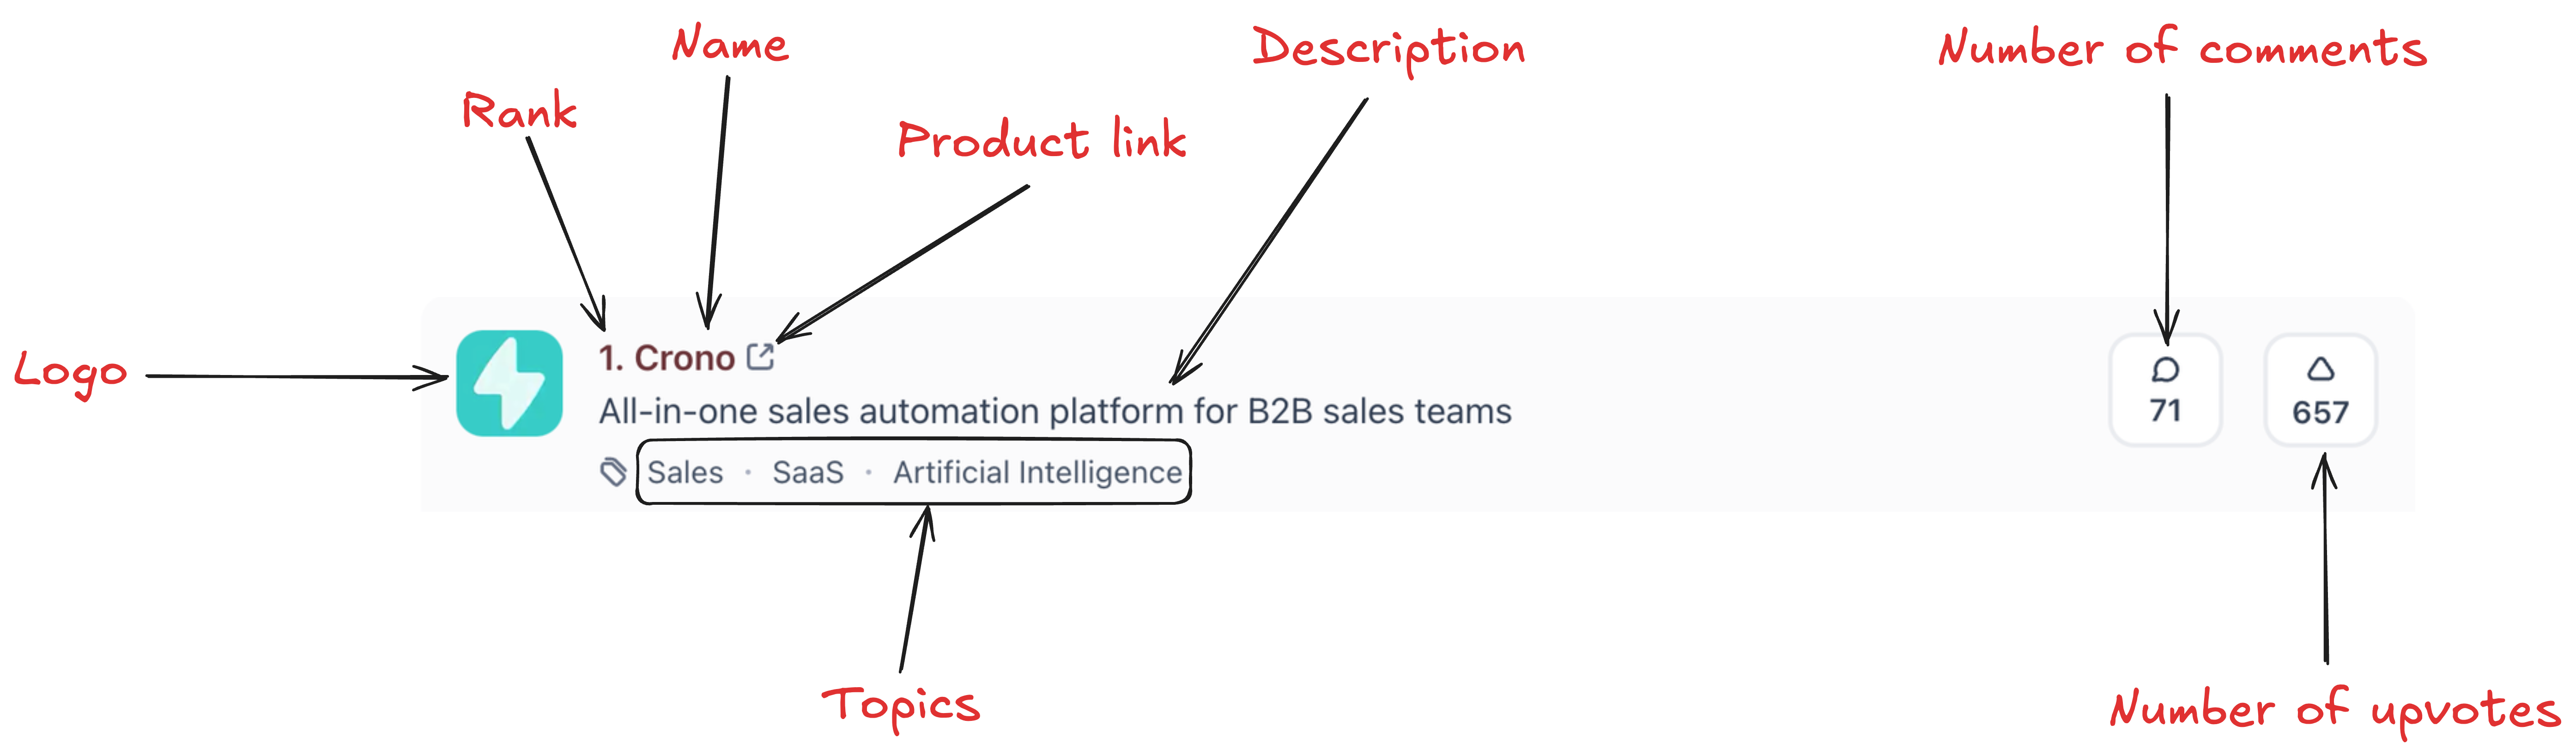 Name
Description
Number of comments
Rank
Product link
Logo
1. Crono
All-in-one sales automation platform for B2B sales teams
Sales · SaaS · Artificial Intelligence
71
657
Topics
Number of upvotes